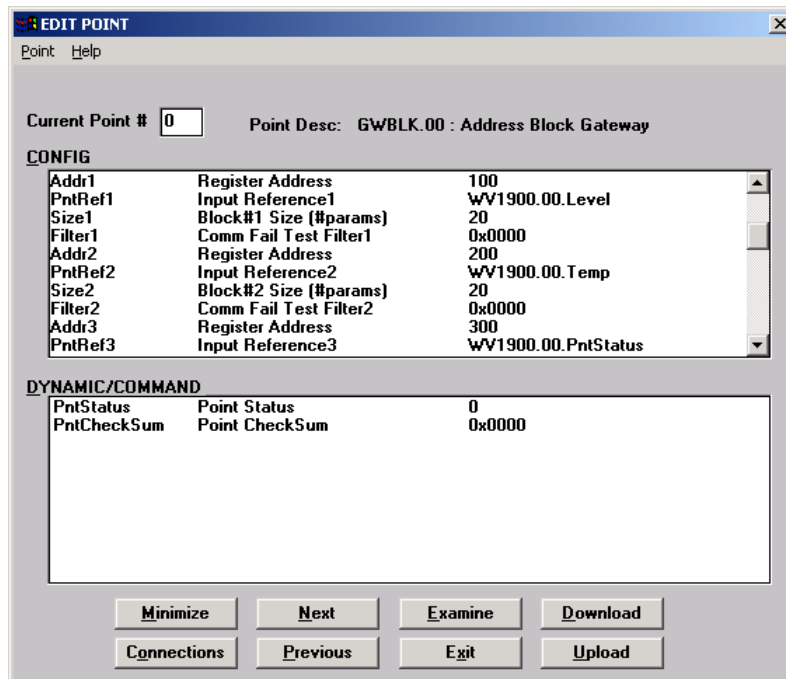 EDIT POINT
Point Help
Current Point # 0 Point Desc: GWBLK.00 : Address Block Gateway
CONFIG
Addr1 Register Address 100
PntRef1 Input Reference1 WV1900.00.Level
Size1 Block#1 Size (#params) 20
Filter1 Comm Fail Test Filter1 0x0000
Addr2 Register Address 200
PntRef2 Input Reference2 WV1900.00.Temp
Size2 Block#2 Size (#params) 20
Filter2 Comm Fail Test Filter2 0x0000
Addr3 Register Address 300
PntRef3 Input Reference3 WV1900.00.PntStatus
DYNAMIC/COMMAND
PntStatus Point Status 0
PntCheckSum Point CheckSum 0x0000
Minimize Next Examine Download
Connections Previous Exit Upload